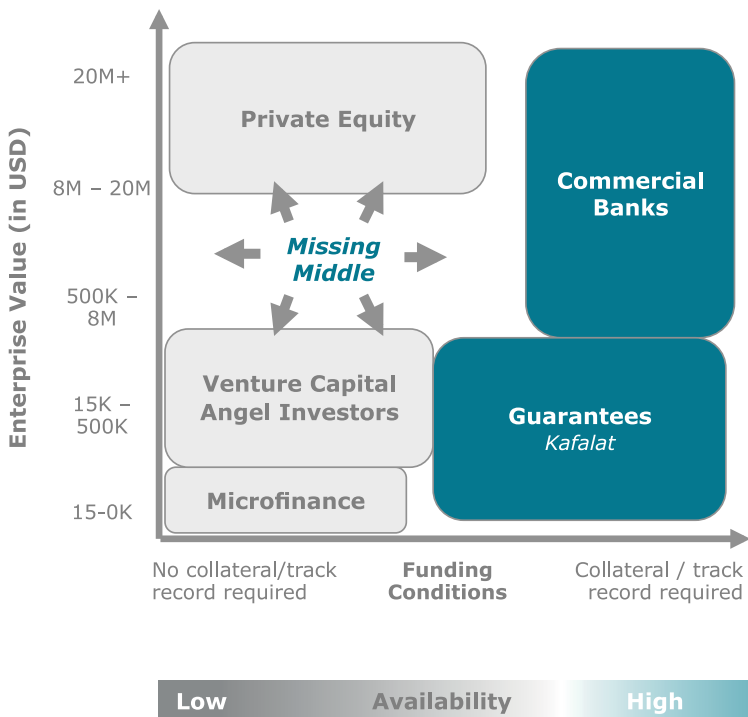 Enterprise Value (in USD)
20M+
8M – 20M
500K –
8M
15K –
500K
15-0K
Private Equity
Commercial
Banks
Missing
Middle
Venture Capital
Angel Investors
Guarantees
Kafalat
Microfinance
No collateral/track
record required
Funding
Conditions
Collateral / track
record required
Low
Availability
High